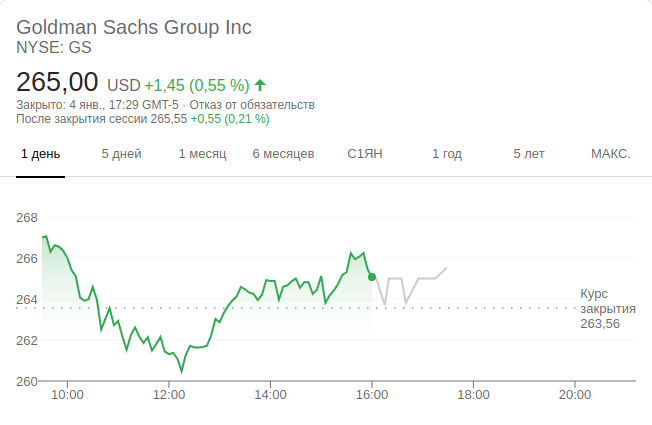 Goldman Sachs Group Inc
NYSE: GS
265,00 USD +1,45 (0,55 %)
Закрыто: 4 янв., 17:29 GMT-5 · Отказ от обязательств
После закрытия сессии 265,55 +0,55 (0,21 %)
1 день 5 дней 1 месяц 6 месяцев С1ЯН 1 год 5 лет МАКС.
268
266
264
262
260
Курс
закрытия
263,56
10:00 12:00 14:00 16:00 18:00 20:00